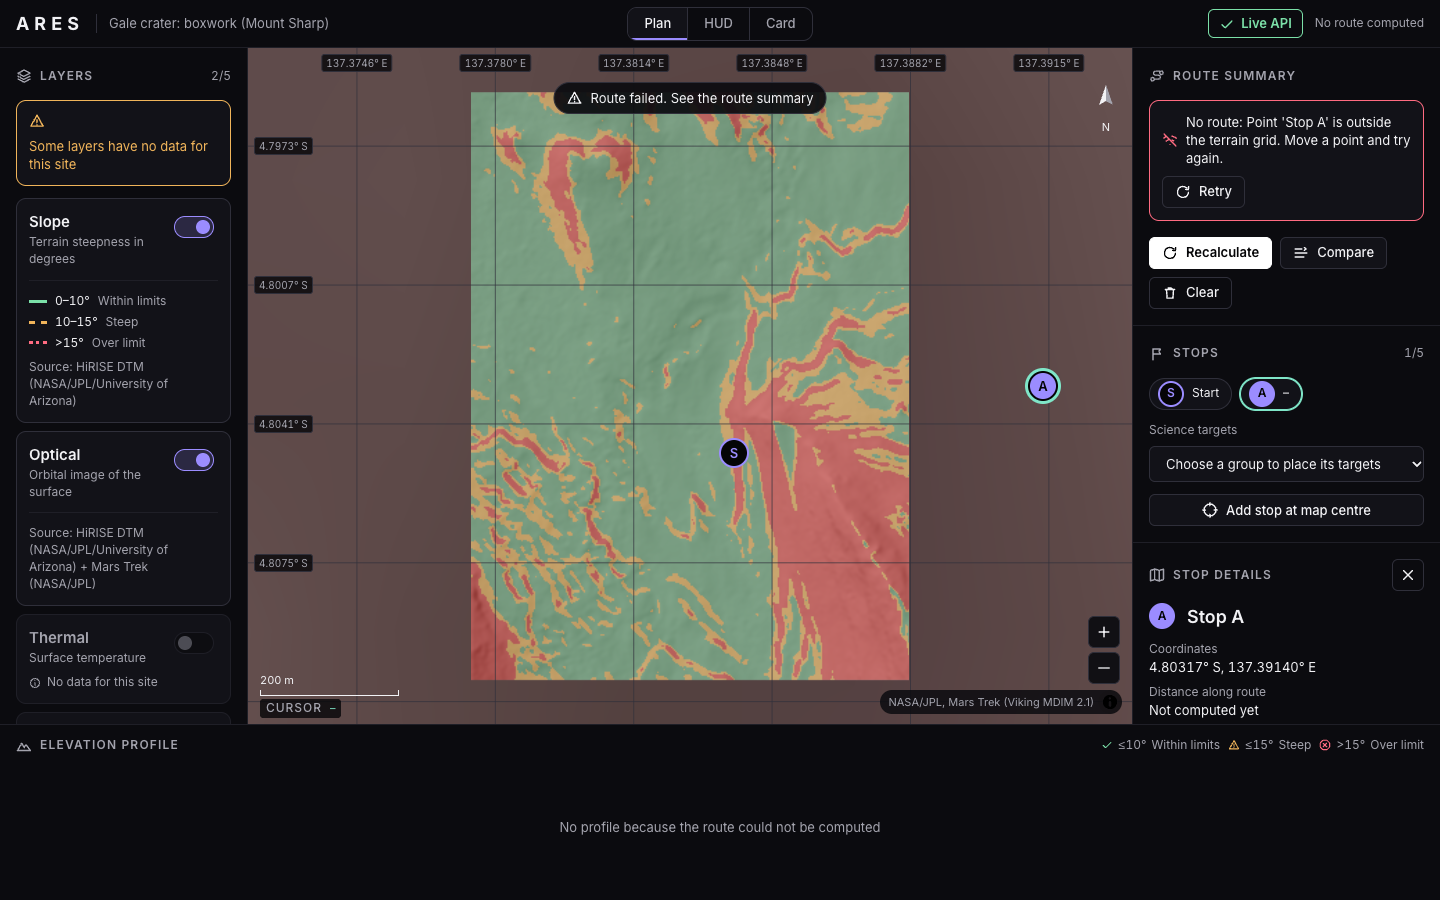 ARES
Gale crater: boxwork (Mount Sharp)
Plan
HUD
Card
Live API
No route computed
LAYERS
2/5
Some layers have no data for
this site
Slope
Terrain steepness in
degrees
0–10° Within limits
10–15° Steep
>15° Over limit
Source: HiRISE DTM
(NASA/JPL/University of
Arizona)
Optical
Orbital image of the
surface
Source: HiRISE DTM
(NASA/JPL/University of
Arizona) + Mars Trek
(NASA/JPL)
Thermal
Surface temperature
No data for this site
137.3746° E
137.3780° E
137.3814° E
137.3848° E
137.3882° E
137.3915° E
Route failed. See the route summary
N
4.7973° S
4.8007° S
4.8041° S
4.8075° S
A
S
+
−
200 m
CURSOR –
NASA/JPL, Mars Trek (Viking MDIM 2.1)
ROUTE SUMMARY
No route: Point 'Stop A' is outside
the terrain grid. Move a point and try
again.
Retry
Recalculate
Compare
Clear
STOPS
1/5
S Start
A –
Science targets
Choose a group to place its targets
Add stop at map centre
STOP DETAILS
A Stop A
Coordinates
4.80317° S, 137.39140° E
Distance along route
Not computed yet
ELEVATION PROFILE
≤10° Within limits
≤15° Steep
>15° Over limit
No profile because the route could not be computed